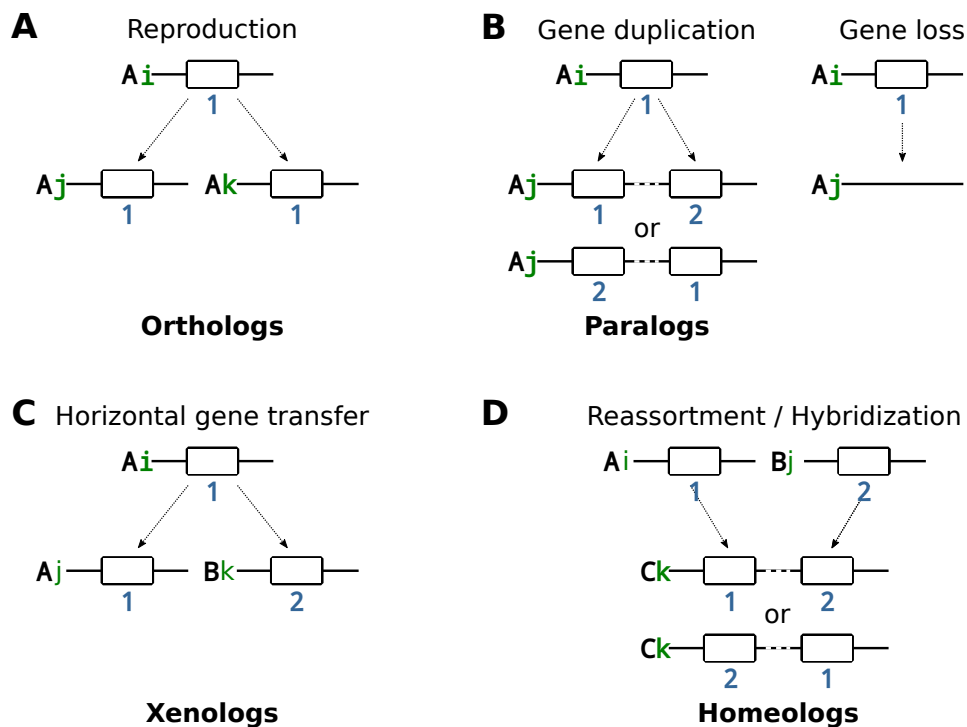 A Reproduction
Ai
1
Aj Ak
1 1
Orthologs
B Gene duplication Gene loss
Ai Ai
1 1
Aj Aj
1 2
or
Aj
2 1
Paralogs
C Horizontal gene transfer
Ai
1
Aj Bk
1 2
Xenologs
D Reassortment / Hybridization
Ai Bj
1 2
Ck
1 2
or
Ck
2 1
Homeologs